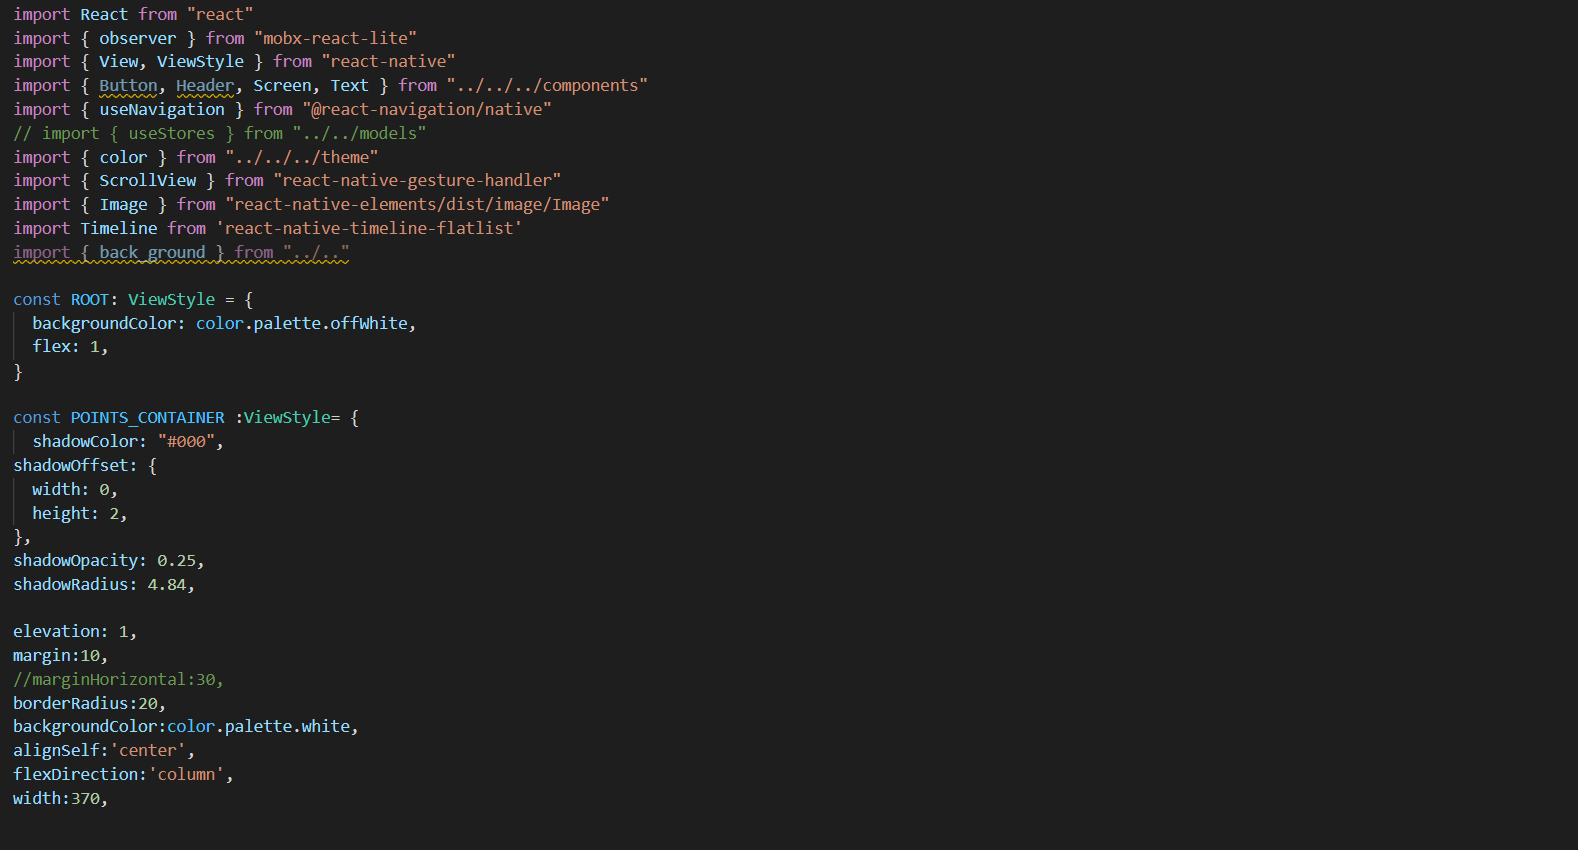 import React from "react"
import { observer } from "mobx-react-lite"
import { View, ViewStyle } from "react-native"
import { Button, Header, Screen, Text } from "../../../components"
import { useNavigation } from "@react-navigation/native"
// import { useStores } from "../../models"
import { color } from "../../../theme"
import { ScrollView } from "react-native-gesture-handler"
import { Image } from "react-native-elements/dist/image/Image"
import Timeline from 'react-native-timeline-flatlist'
import { back_ground } from "../.."

const ROOT: ViewStyle = {
  backgroundColor: color.palette.offWhite,
  flex: 1,
}

const POINTS_CONTAINER :ViewStyle= {
  shadowColor: "#000",
shadowOffset: {
  width: 0,
  height: 2,
},
shadowOpacity: 0.25,
shadowRadius: 4.84,

elevation: 1,
margin:10,
//marginHorizontal:30,
borderRadius:20,
backgroundColor:color.palette.white,
alignSelf:'center',
flexDirection:'column',
width:370,